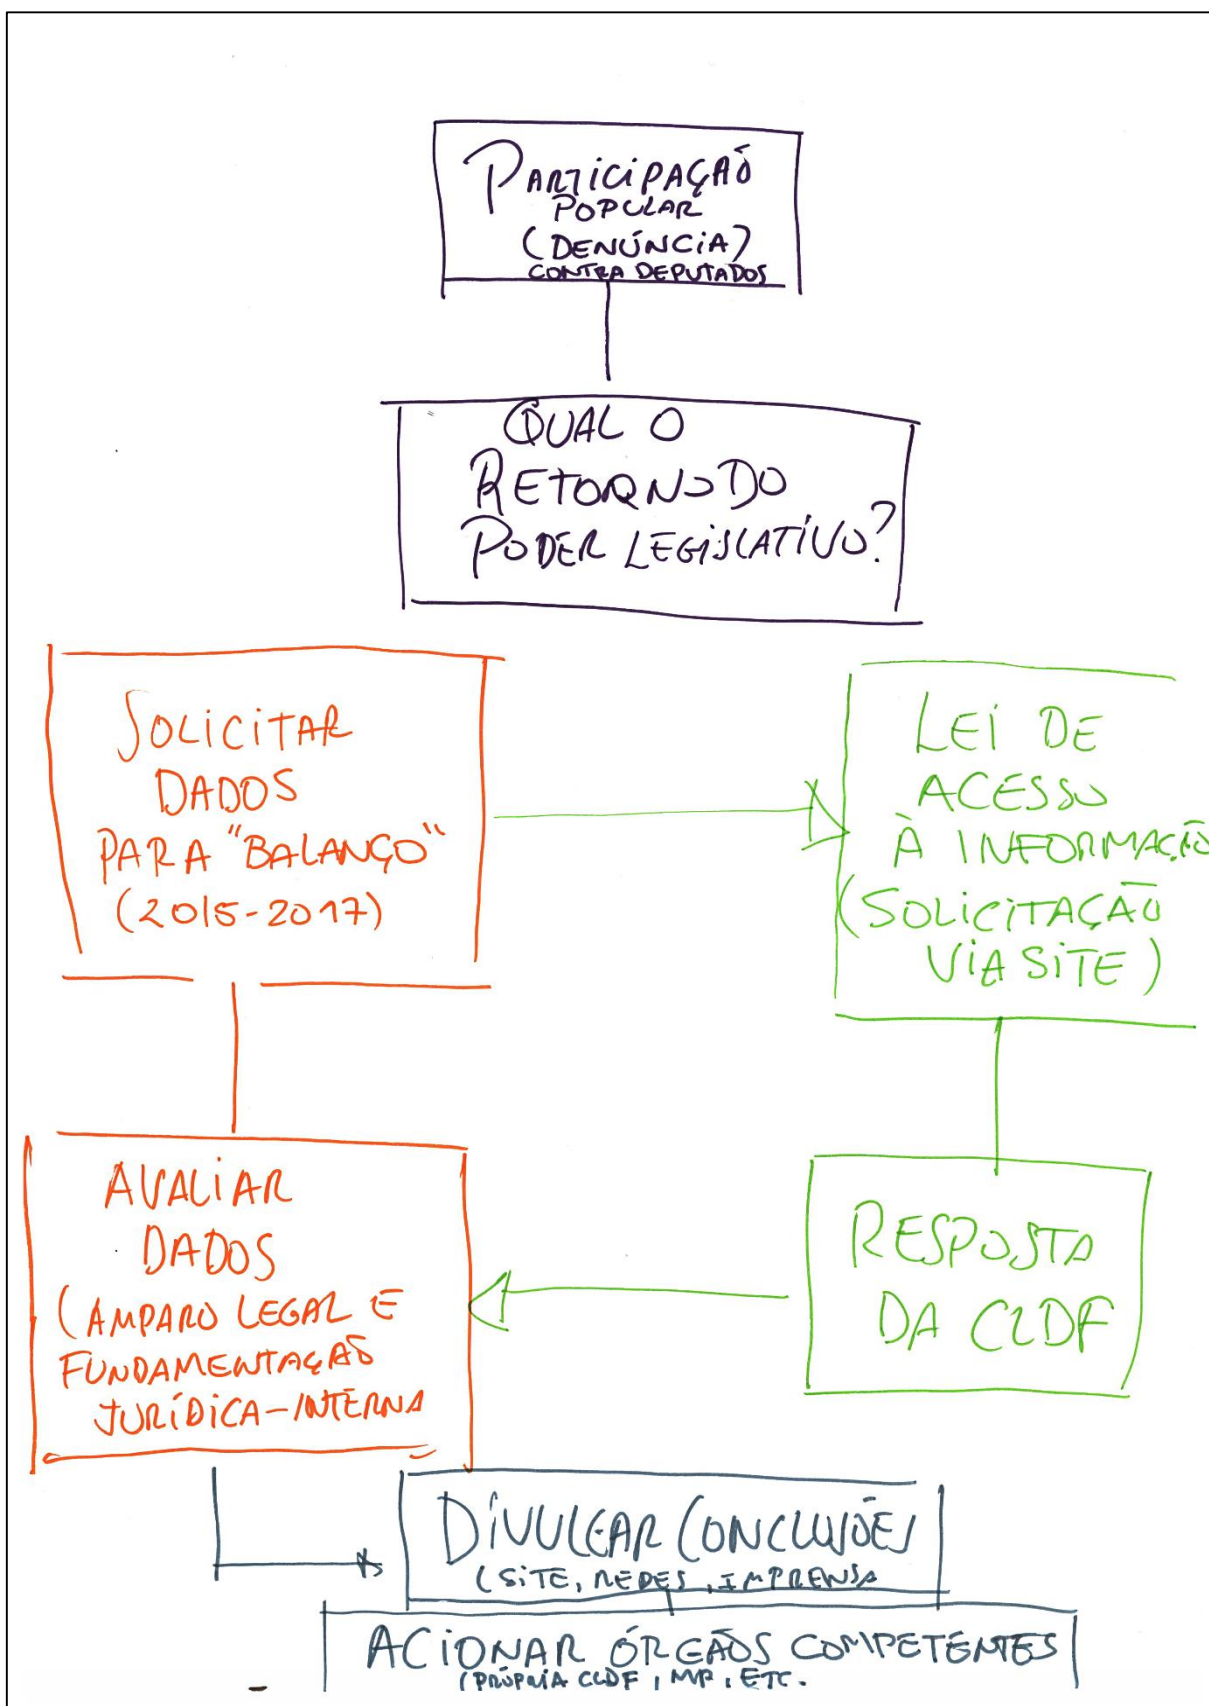 PARTICIPAÇÃO
POPULAR
(DENÚNCIA)
CONTRA DEPUTADOS
QUAL O
RETORNO DO
PODER LEGISLATIVO?
SOLICITAR
DADOS
PARA "BALANÇO"
(2015-2017)
LEI DE
ACESSO
À INFORMAÇÃO
(SOLICITAÇÃO
VIA SITE)
AVALIAR
DADOS
(AMPARO LEGAL E
FUNDAMENTAÇÃO
JURÍDICA-INTERNA
RESPOSTA
DA CLDF
DIVULGAR CONCLUSÕES
(SITE, REDES, IMPRENSA
ACIONAR ÓRGÃOS COMPETENTES
(PRÓPRIA CLDF, MP, ETC.